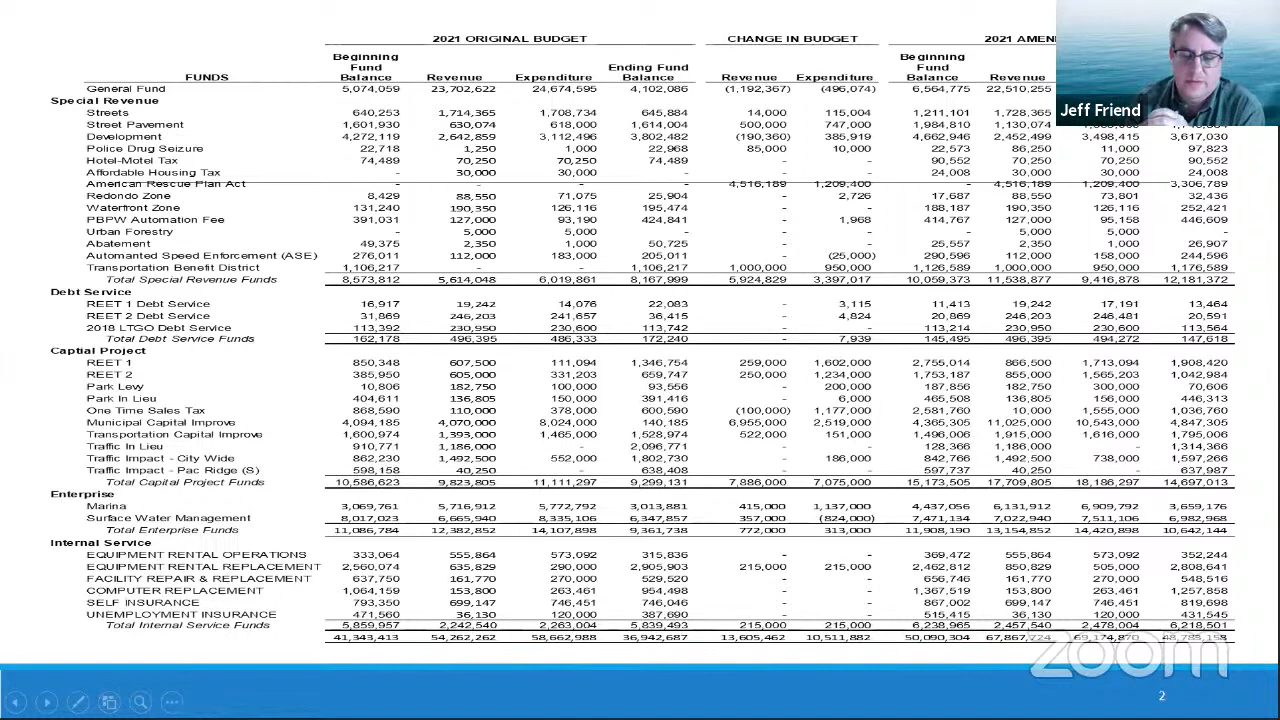 2021 ORIGINAL BUDGET CHANGE IN BUDGET 2021 AMEN
Beginning Fund Balance Revenue Expenditure Ending Fund Balance Revenue Expenditure Beginning Fund Balance Revenue
FUNDS
General Fund 5,074,059 23,702,622 24,674,595 4,102,086 (1,192,367) (496,074) 6,564,775 22,510,255
Special Revenue
Streets 640,253 1,714,365 1,708,734 645,884 14,000 115,004 1,211,101 1,728,365
Street Pavement 1,601,930 630,074 618,000 1,614,004 500,000 747,000 1,984,810 1,130,074
Development 4,272,119 2,642,859 3,112,496 3,802,482 (190,360) 385,919 4,662,946 2,452,499 3,498,415 3,617,030
Police Drug Seizure 22,718 1,250 1,000 22,968 85,000 10,000 22,573 86,250 11,000 97,823
Hotel-Motel Tax 74,489 70,250 70,250 74,489 - - 90,552 70,250 70,250 90,552
Affordable Housing Tax - 30,000 30,000 - - - 24,008 30,000 30,000 24,008
American Rescue Plan Act - - - - 4,516,189 1,209,400 - 4,516,189 1,209,400 3,306,789
Redondo Zone 8,429 88,550 71,075 25,904 - 2,726 17,687 88,550 73,801 32,436
Waterfront Zone 131,240 190,350 126,116 195,474 - - 188,187 190,350 126,116 252,421
PBPW Automation Fee 391,031 127,000 93,190 424,841 - 1,968 414,767 127,000 95,158 446,609
Urban Forestry - 5,000 5,000 - - - - 5,000 5,000 -
Abatement 49,375 2,350 1,000 50,725 - - 25,557 2,350 1,000 26,907
Automanted Speed Enforcement (ASE) 276,011 112,000 183,000 205,011 - (25,000) 290,596 112,000 158,000 244,596
Transportation Benefit District 1,106,217 - - 1,106,217 1,000,000 950,000 1,126,589 1,000,000 950,000 1,176,589
Total Special Revenue Funds 8,573,812 5,614,048 6,019,861 8,167,999 5,924,829 3,397,017 10,059,373 11,538,877 9,416,878 12,181,372
Debt Service
REET 1 Debt Service 16,917 19,242 14,076 22,083 - 3,115 11,413 19,242 17,191 13,464
REET 2 Debt Service 31,869 246,203 241,657 36,415 - 4,824 20,869 246,203 246,481 20,591
2018 LTGO Debt Service 113,392 230,950 230,600 113,742 - - 113,214 230,950 230,600 113,564
Total Debt Service Funds 162,178 496,395 486,333 172,240 - 7,939 145,495 496,395 494,272 147,618
Captial Project
REET 1 850,348 607,500 111,094 1,346,754 259,000 1,602,000 2,755,014 866,500 1,713,094 1,908,420
REET 2 385,950 605,000 331,203 659,747 250,000 1,234,000 1,753,187 855,000 1,565,203 1,042,984
Park Levy 10,806 182,750 100,000 93,556 - 200,000 187,856 182,750 300,000 70,606
Park In Lieu 404,611 136,805 150,000 391,416 - 6,000 465,508 136,805 156,000 446,313
One Time Sales Tax 868,590 110,000 378,000 600,590 (100,000) 1,177,000 2,581,760 10,000 1,555,000 1,036,760
Municipal Capital Improve 4,094,185 4,070,000 8,024,000 140,185 6,955,000 2,519,000 4,365,305 11,025,000 10,543,000 4,847,305
Transportation Capital Improve 1,600,974 1,393,000 1,465,000 1,528,974 522,000 151,000 1,496,006 1,915,000 1,616,000 1,795,006
Traffic In Lieu 910,771 1,186,000 - 2,096,771 - - 128,366 1,186,000 - 1,314,366
Traffic Impact - City Wide 862,230 1,492,500 552,000 1,802,730 - 186,000 842,766 1,492,500 738,000 1,597,266
Traffic Impact - Pac Ridge (S) 598,158 40,250 - 638,408 - - 597,737 40,250 - 637,987
Total Capital Project Funds 10,586,623 9,823,805 11,111,297 9,299,131 7,886,000 7,075,000 15,173,505 17,709,805 18,186,297 14,697,013
Enterprise
Marina 3,069,761 5,716,912 5,772,792 3,013,881 415,000 1,137,000 4,437,056 6,131,912 6,909,792 3,659,176
Surface Water Management 8,017,023 6,665,940 8,335,106 6,347,857 357,000 (824,000) 7,471,134 7,022,940 7,511,106 6,982,968
Total Enterprise Funds 11,086,784 12,382,852 14,107,898 9,361,738 772,000 313,000 11,908,190 13,154,852 14,420,898 10,642,144
Internal Service
EQUIPMENT RENTAL OPERATIONS 333,064 555,864 573,092 315,836 - - 369,472 555,864 573,092 352,244
EQUIPMENT RENTAL REPLACEMENT 2,560,074 635,829 290,000 2,905,903 215,000 215,000 2,462,812 850,829 505,000 2,808,641
FACILITY REPAIR & REPLACEMENT 637,750 161,770 270,000 529,520 - - 656,746 161,770 270,000 548,516
COMPUTER REPLACEMENT 1,064,159 153,800 263,461 954,498 - - 1,367,519 153,800 263,461 1,257,858
SELF INSURANCE 793,350 699,147 746,451 746,046 - - 867,002 699,147 746,451 819,698
UNEMPLOYMENT INSURANCE 471,560 36,130 120,000 387,690 - - 515,415 36,130 120,000 431,545
Total Internal Service Funds 5,859,957 2,242,540 2,263,004 5,839,493 215,000 215,000 6,238,965 2,457,540 2,478,004 6,218,501
41,343,413 54,262,262 58,662,988 36,942,687 13,605,462 10,511,882 50,090,304 67,867,724 69,174,870 48,783,158
Jeff Friend
zoom
2